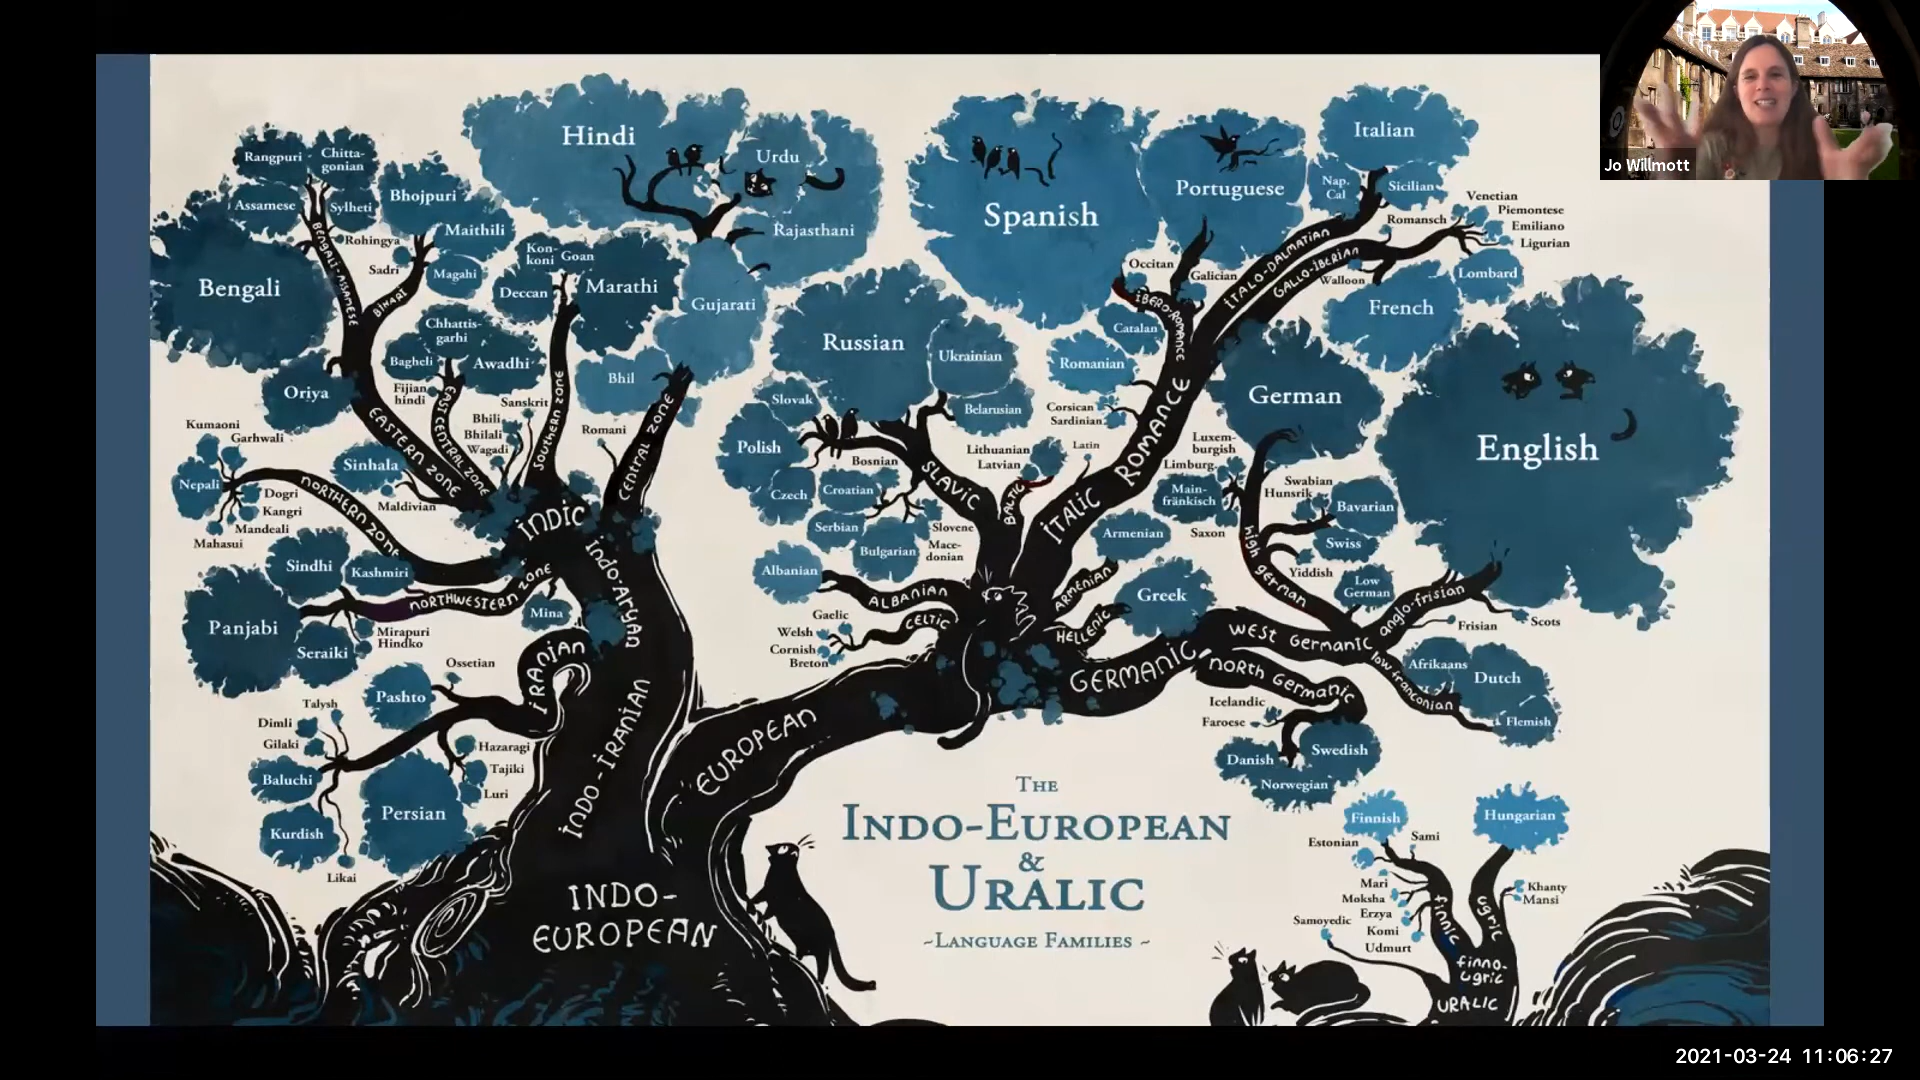 Jo Willmott
Hindi
Urdu
Rajasthani
Gujarati
Rangpuri
Chitta-
gonian
Assamese
Sylheti
Rohingya
Bengali
BENGALI-ASSAMESE
Bhojpuri
Maithili
Sadri
Magahi
BIHARI
Oriya
EASTERN ZONE
Chhattis-
garhi
Bagheli
Awadhi
Fijian
hindi
EAST CENTRAL ZONE
Kon-
koni
Goan
Deccan
Marathi
SOUTHERN ZONE
Sanskrit
Bhili
Bhilali
Wagadi
Romani
Bhil
CENTRAL ZONE
Kumaoni
Garhwali
Nepali
Dogri
Kangri
Mandeali
Mahasui
NORTHERN ZONE
Sinhala
Maldivian
INDIC
INDO-ARYAN
Sindhi
Kashmiri
Panjabi
Seraiki
Mirapuri
Hindko
NORTHWESTERN ZONE
Mina
IRANIAN
Ossetian
Pashto
Talysh
Dimli
Gilaki
Baluchi
Kurdish
Likai
Persian
Hazaragi
Tajiki
Luri
INDO-IRANIAN
INDO-
EUROPEAN
EUROPEAN
Russian
Ukrainian
Belarusian
Slovak
Polish
Czech
Bosnian
Croatian
Serbian
Bulgarian
Slovene
Mace-
donian
SLAVIC
Lithuanian
Latvian
BALTIC
Albanian
ALBANIAN
Gaelic
Welsh
Cornish
Breton
CELTIC
Spanish
Portuguese
Occitan
Galician
Catalan
IBERO-ROMANCE
Italian
Nap.
Cal
Sicilian
ITALO-DALMATIAN
Venetian
Piemontese
Emiliano
Ligurian
Romansch
Lombard
Walloon
French
GALLO-IBERIAN
Romanian
Corsican
Sardinian
Latin
ROMANCE
ITALIC
Armenian
ARMENIAN
Greek
HELLENIC
GERMANIC
German
Luxem-
burgish
Limburg.
Main-
fränkisch
Saxon
Swabian
Hunsrik
Bavarian
Swiss
Yiddish
high german
Low
German
WEST GERMANIC
anglo-frisian
English
Frisian
Scots
Afrikaans
Dutch
Flemish
low franconian
NORTH GERMANIC
Icelandic
Faroese
Danish
Swedish
Norwegian
THE
INDO-EUROPEAN
&
URALIC
~LANGUAGE FAMILIES ~
Finnish
Hungarian
Estonian
Sami
Mari
Moksha
Erzya
Komi
Udmurt
Samoyedic
Khanty
Mansi
finnic
ugric
finno-
ugric
URALIC
2021-03-24 11:06:27